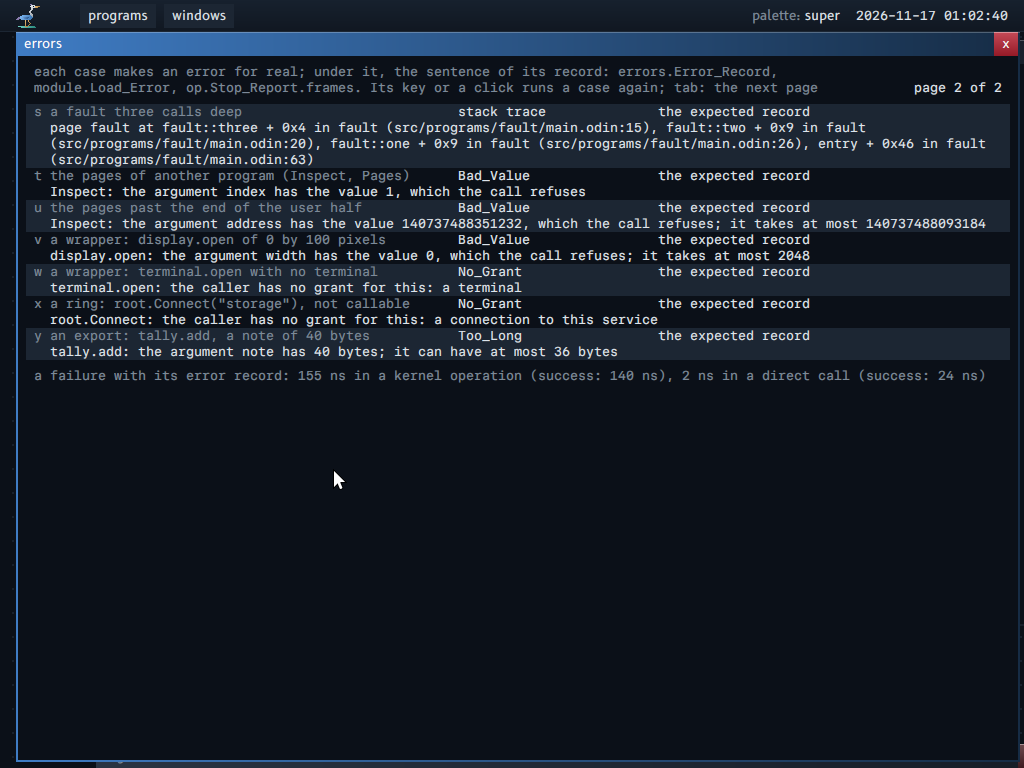 programs windows palette: super 2026-11-17 01:02:40
errors x
each case makes an error for real; under it, the sentence of its record: errors.Error_Record,
module.Load_Error, op.Stop_Report.frames. Its key or a click runs a case again; tab: the next page page 2 of 2
s a fault three calls deep stack trace the expected record
page fault at fault::three + 0x4 in fault (src/programs/fault/main.odin:15), fault::two + 0x9 in fault
(src/programs/fault/main.odin:20), fault::one + 0x9 in fault (src/programs/fault/main.odin:26), entry + 0x46 in fault
(src/programs/fault/main.odin:63)
t the pages of another program (Inspect, Pages) Bad_Value the expected record
Inspect: the argument index has the value 1, which the call refuses
u the pages past the end of the user half Bad_Value the expected record
Inspect: the argument address has the value 140737488351232, which the call refuses; it takes at most 140737488093184
v a wrapper: display.open of 0 by 100 pixels Bad_Value the expected record
display.open: the argument width has the value 0, which the call refuses; it takes at most 2048
w a wrapper: terminal.open with no terminal No_Grant the expected record
terminal.open: the caller has no grant for this: a terminal
x a ring: root.Connect("storage"), not callable No_Grant the expected record
root.Connect: the caller has no grant for this: a connection to this service
y an export: tally.add, a note of 40 bytes Too_Long the expected record
tally.add: the argument note has 40 bytes; it can have at most 36 bytes
a failure with its error record: 155 ns in a kernel operation (success: 140 ns), 2 ns in a direct call (success: 24 ns)